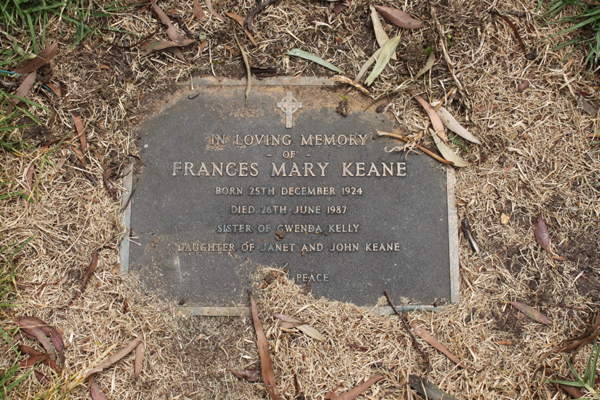 IN LOVING MEMORY
- OF -
FRANCES MARY KEANE
BORN 25TH DECEMBER 1924
DIED 26TH JUNE 1987
SISTER OF GWENDA KELLY
DAUGHTER OF JANET AND JOHN KEANE
PEACE